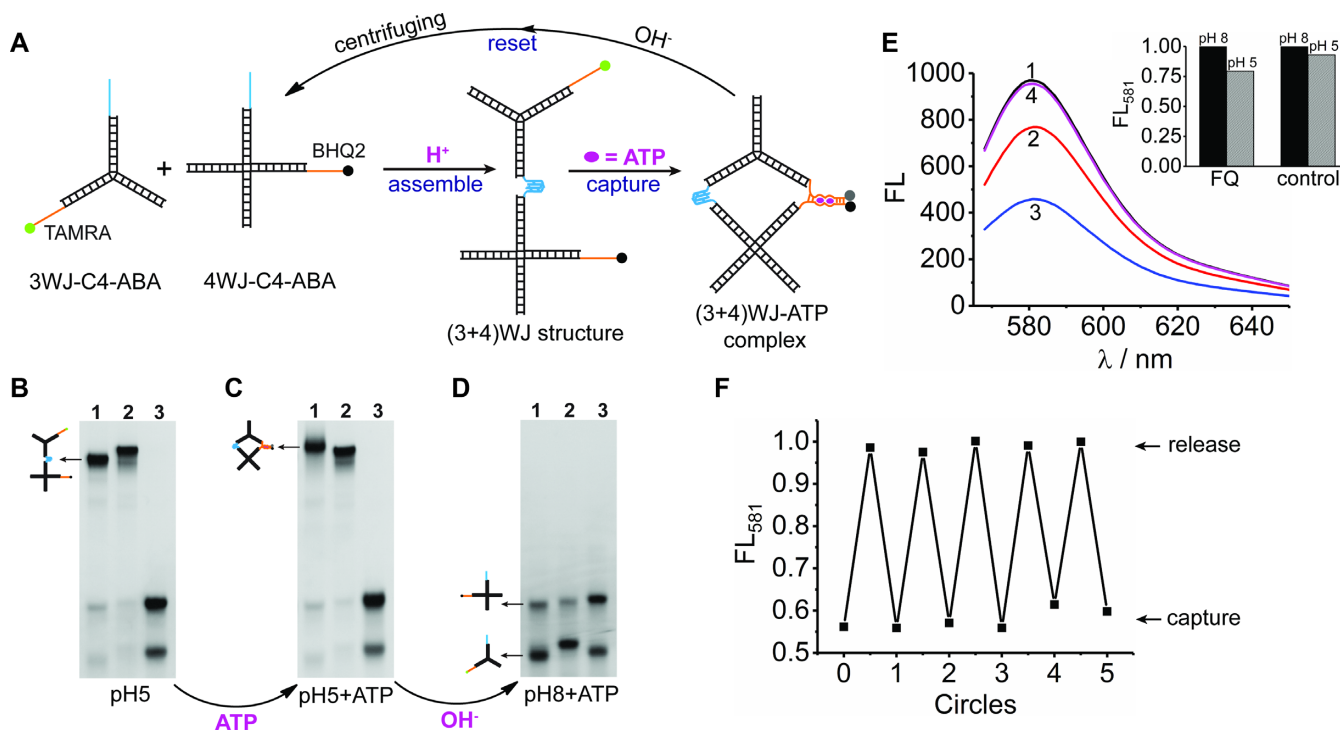 A
centrifuging
reset
OH-
TAMRA
3WJ-C4-ABA
+
BHQ2
4WJ-C4-ABA
H+
assemble
(3+4)WJ structure
= ATP
capture
(3+4)WJ-ATP
complex
B
1 2 3
pH5
ATP
C
1 2 3
pH5+ATP
OH-
D
1 2 3
pH8+ATP
E
FL
1000
800
600
400
200
0
580 600 620 640
λ / nm
1
4
2
3
FL581
1.00
0.75
0.50
0.25
0.00
pH 8
pH 5
pH 8
pH 5
FQ control
F
FL581
1.0
0.9
0.8
0.7
0.6
0.5
0 1 2 3 4 5
Circles
release
capture